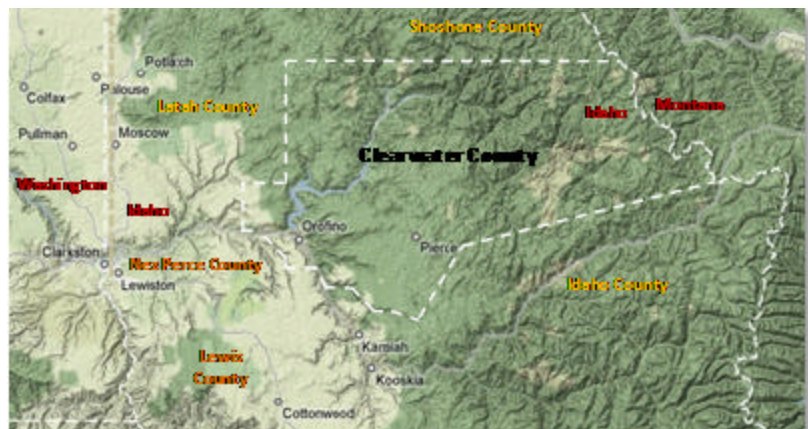 Shoshone County
Potlatch
Colfax
Palouse
Latah County
Idaho
Montana
Pullman
Moscow
Clearwater County
Washington
Idaho
Orofino
Pierce
Clarkston
Nez Perce County
Lewiston
Idaho County
Kamiah
Lewis
County
Kooskia
Cottonwood